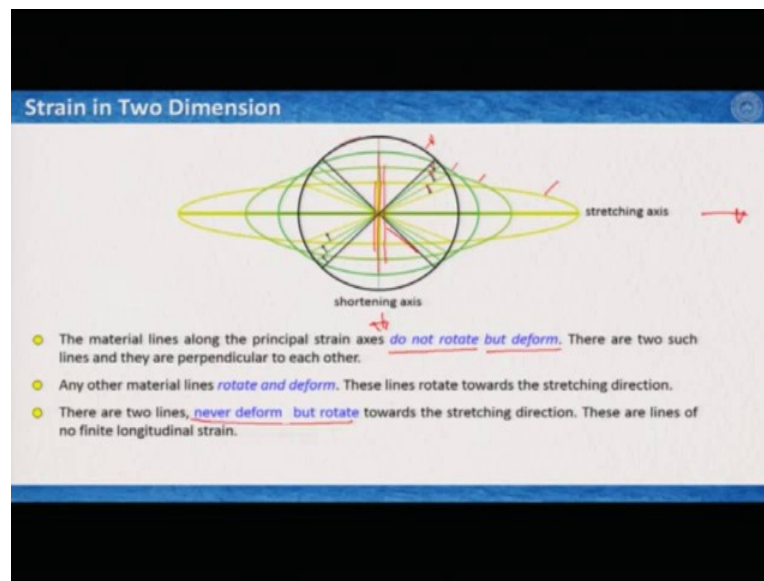 Strain in Two Dimension
stretching axis
shortening axis
The material lines along the principal strain axes do not rotate but deform. There are two such
lines and they are perpendicular to each other.
Any other material lines rotate and deform. These lines rotate towards the stretching direction.
There are two lines, never deform but rotate towards the stretching direction. These are lines of
no finite longitudinal strain.